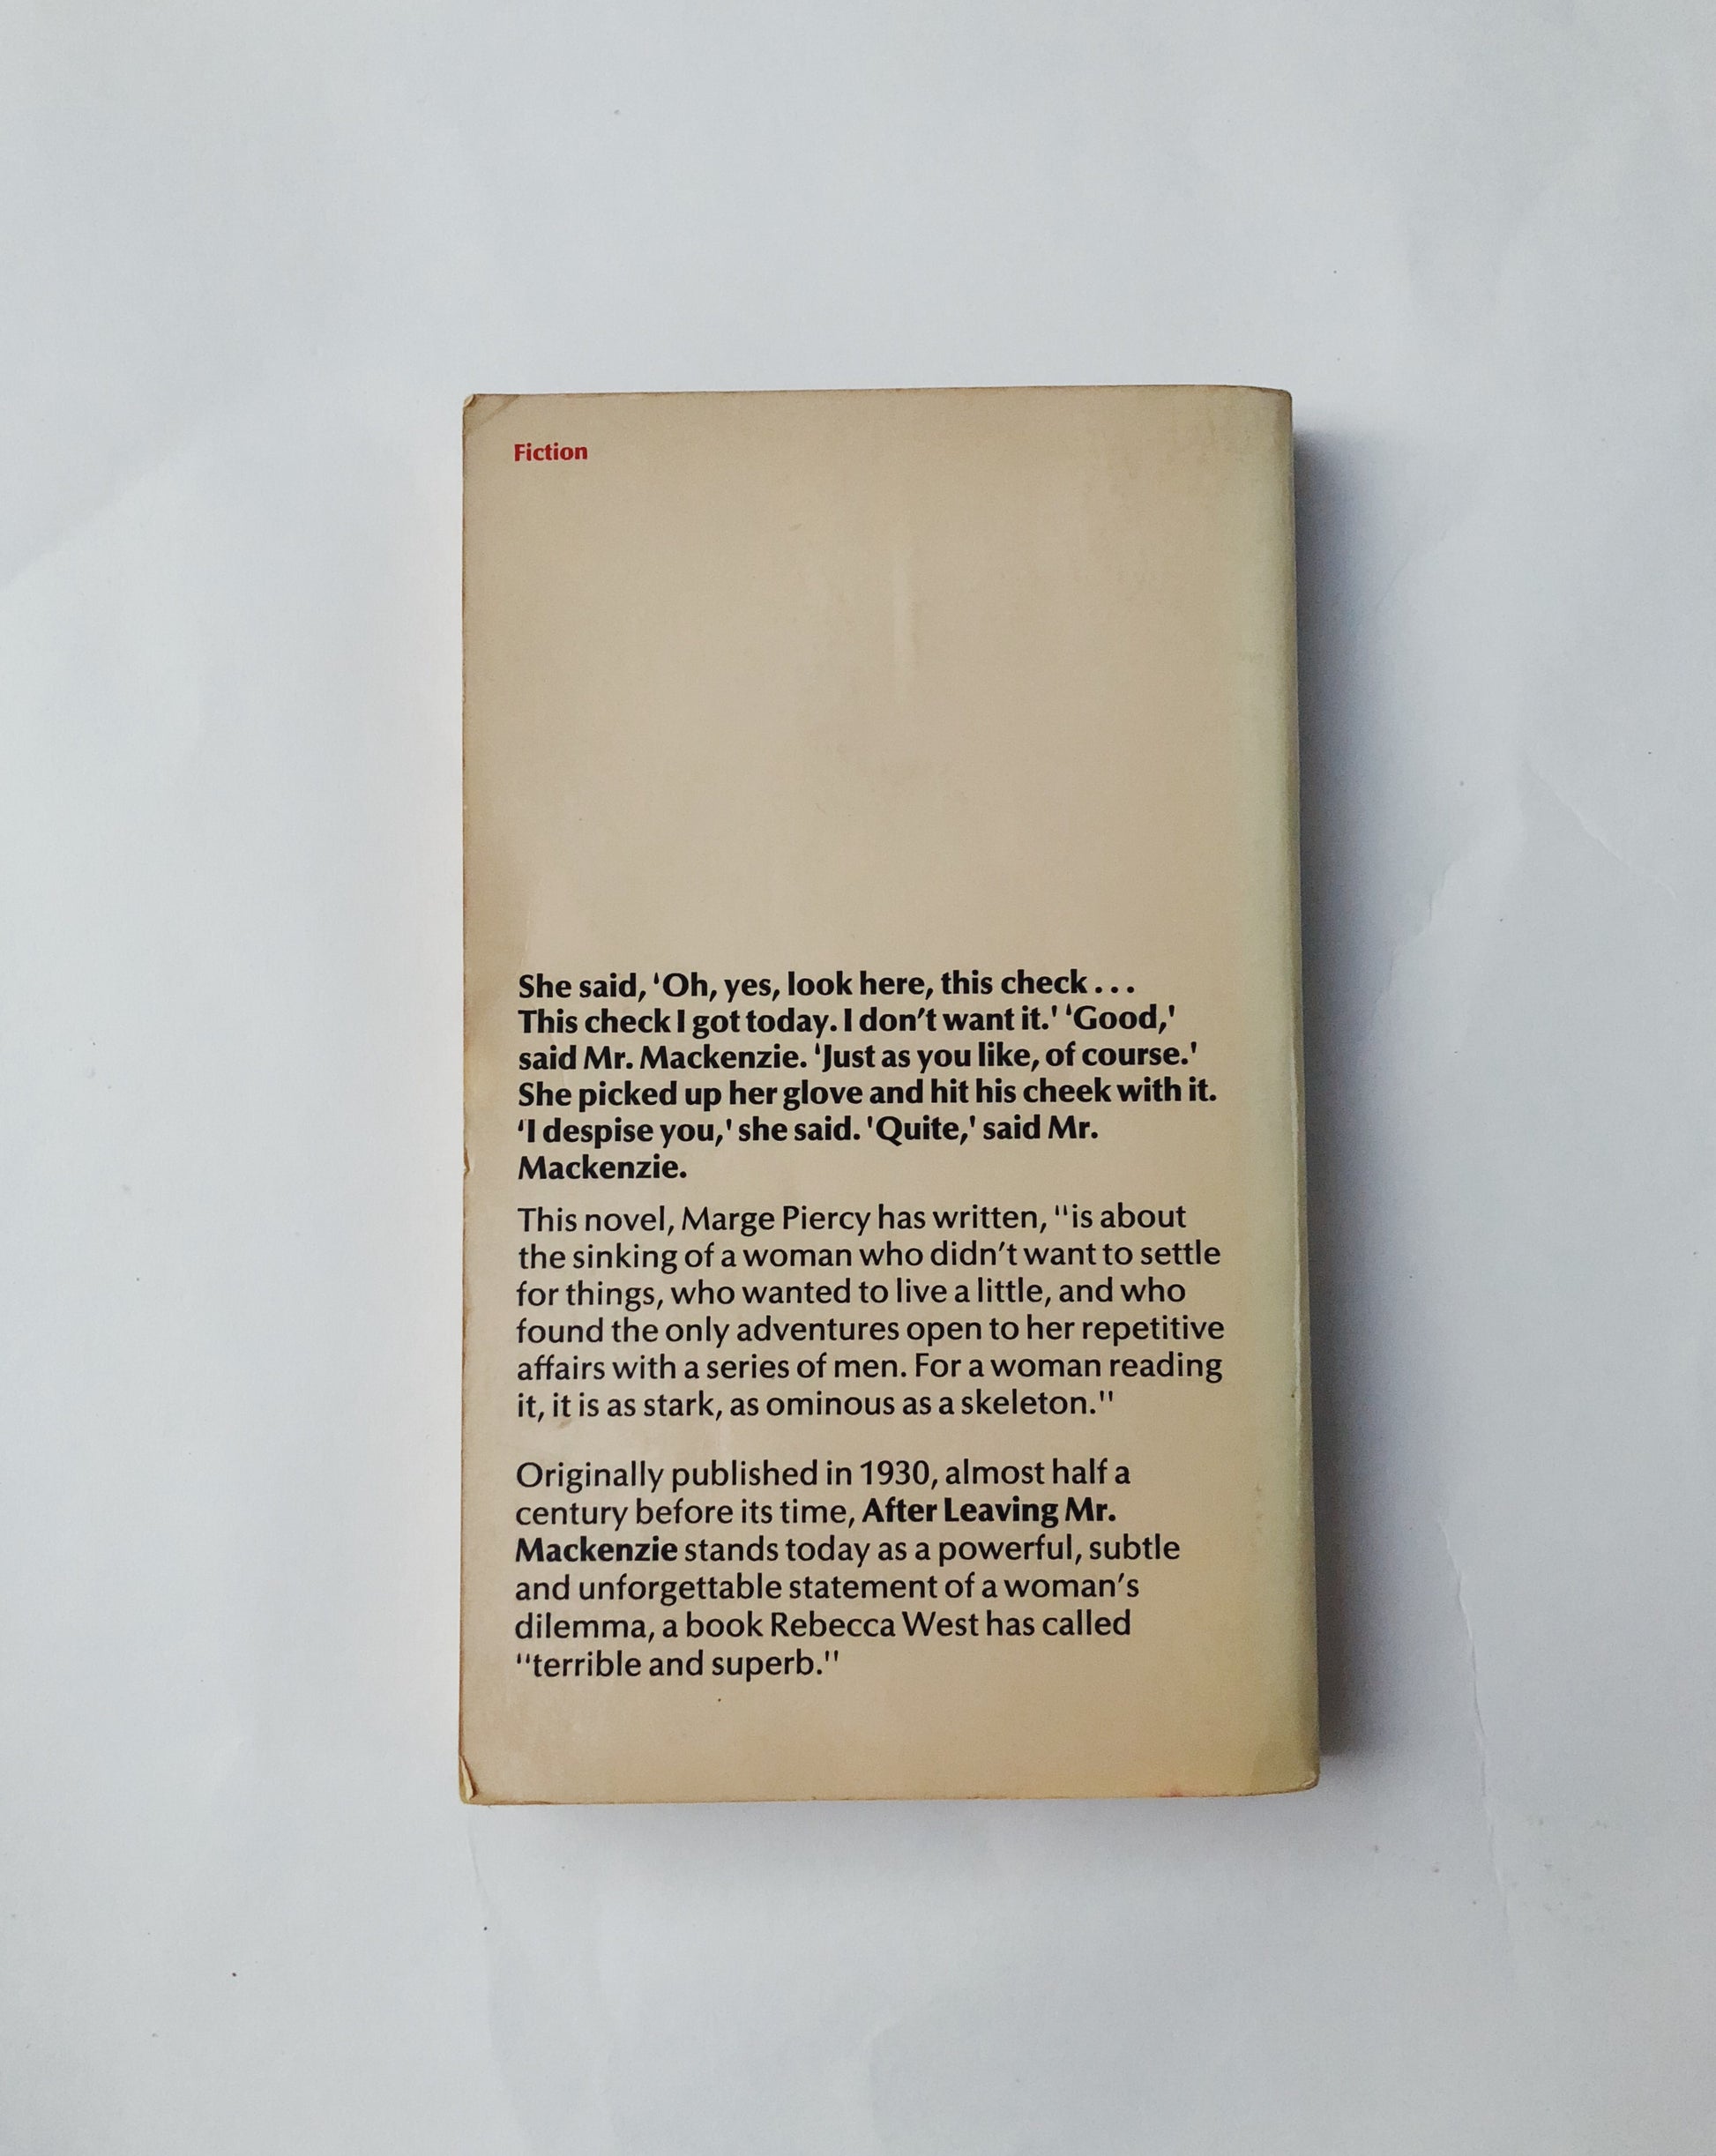 Fiction
She said, ‘Oh, yes, look here, this check . . .
This check I got today. I don’t want it.' ‘Good,'
said Mr. Mackenzie. ‘Just as you like, of course.'
She picked up her glove and hit his cheek with it.
‘I despise you,' she said. 'Quite,' said Mr.
Mackenzie.
This novel, Marge Piercy has written, "is about
the sinking of a woman who didn’t want to settle
for things, who wanted to live a little, and who
found the only adventures open to her repetitive
affairs with a series of men. For a woman reading
it, it is as stark, as ominous as a skeleton."
Originally published in 1930, almost half a
century before its time, After Leaving Mr.
Mackenzie stands today as a powerful, subtle
and unforgettable statement of a woman’s
dilemma, a book Rebecca West has called
"terrible and superb."